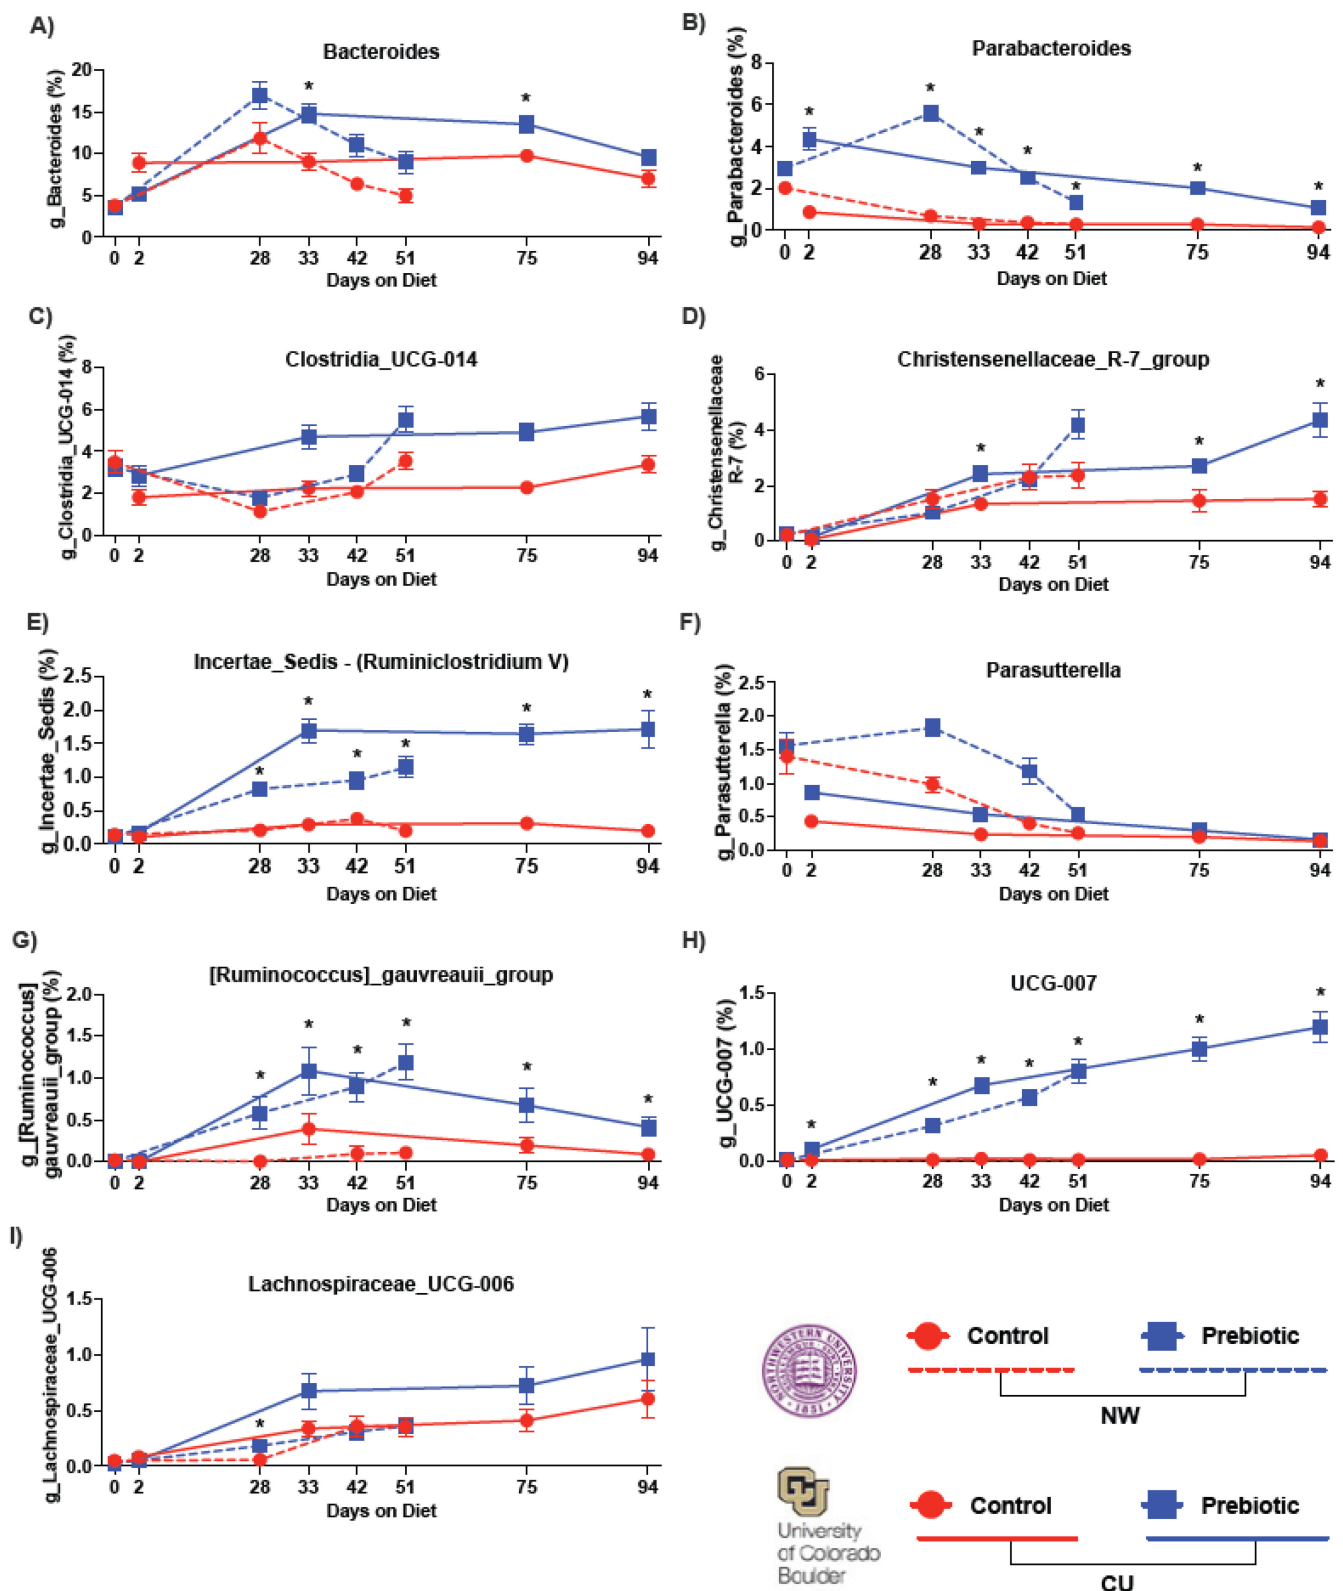 A)
Bacteroides
g_Bacteroides (%)
20
15
10
5
0
* *
0 2 28 33 42 51 75 94
Days on Diet
B)
Parabacteroides
g_Parabacteroides (%)
8
6
4
2
0
* * * * * * *
0 2 28 33 42 51 75 94
Days on Diet
C)
Clostridia_UCG-014
g_Clostridia_UCG-014 (%)
8
6
4
2
0
0 2 28 33 42 51 75 94
Days on Diet
D)
Christensenellaceae_R-7_group
g_Christensenellaceae
R-7 (%)
6
4
2
0
* * *
0 2 28 33 42 51 75 94
Days on Diet
E)
Incertae_Sedis - (Ruminiclostridium V)
g_Incertae_Sedis (%)
2.5
2.0
1.5
1.0
0.5
0.0
* * * * * *
0 2 28 33 42 51 75 94
Days on Diet
F)
Parasutterella
g_Parasutterella (%)
2.5
2.0
1.5
1.0
0.5
0.0
0 2 28 33 42 51 75 94
Days on Diet
G)
[Ruminococcus]_gauvreauii_group
g_[Ruminococcus]
gauvreauii_group (%)
2.0
1.5
1.0
0.5
0.0
* * * * * *
0 2 28 33 42 51 75 94
Days on Diet
H)
UCG-007
g_UCG-007 (%)
1.5
1.0
0.5
0.0
* * * * * * *
0 2 28 33 42 51 75 94
Days on Diet
I)
Lachnospiraceae_UCG-006
g_Lachnospiraceae_UCG-006
1.5
1.0
0.5
0.0
*
0 2 28 33 42 51 75 94
Days on Diet
NORTHWESTERN UNIVERSITY
1851
Control Prebiotic
NW
CU
University
of Colorado
Boulder
Control Prebiotic
CU